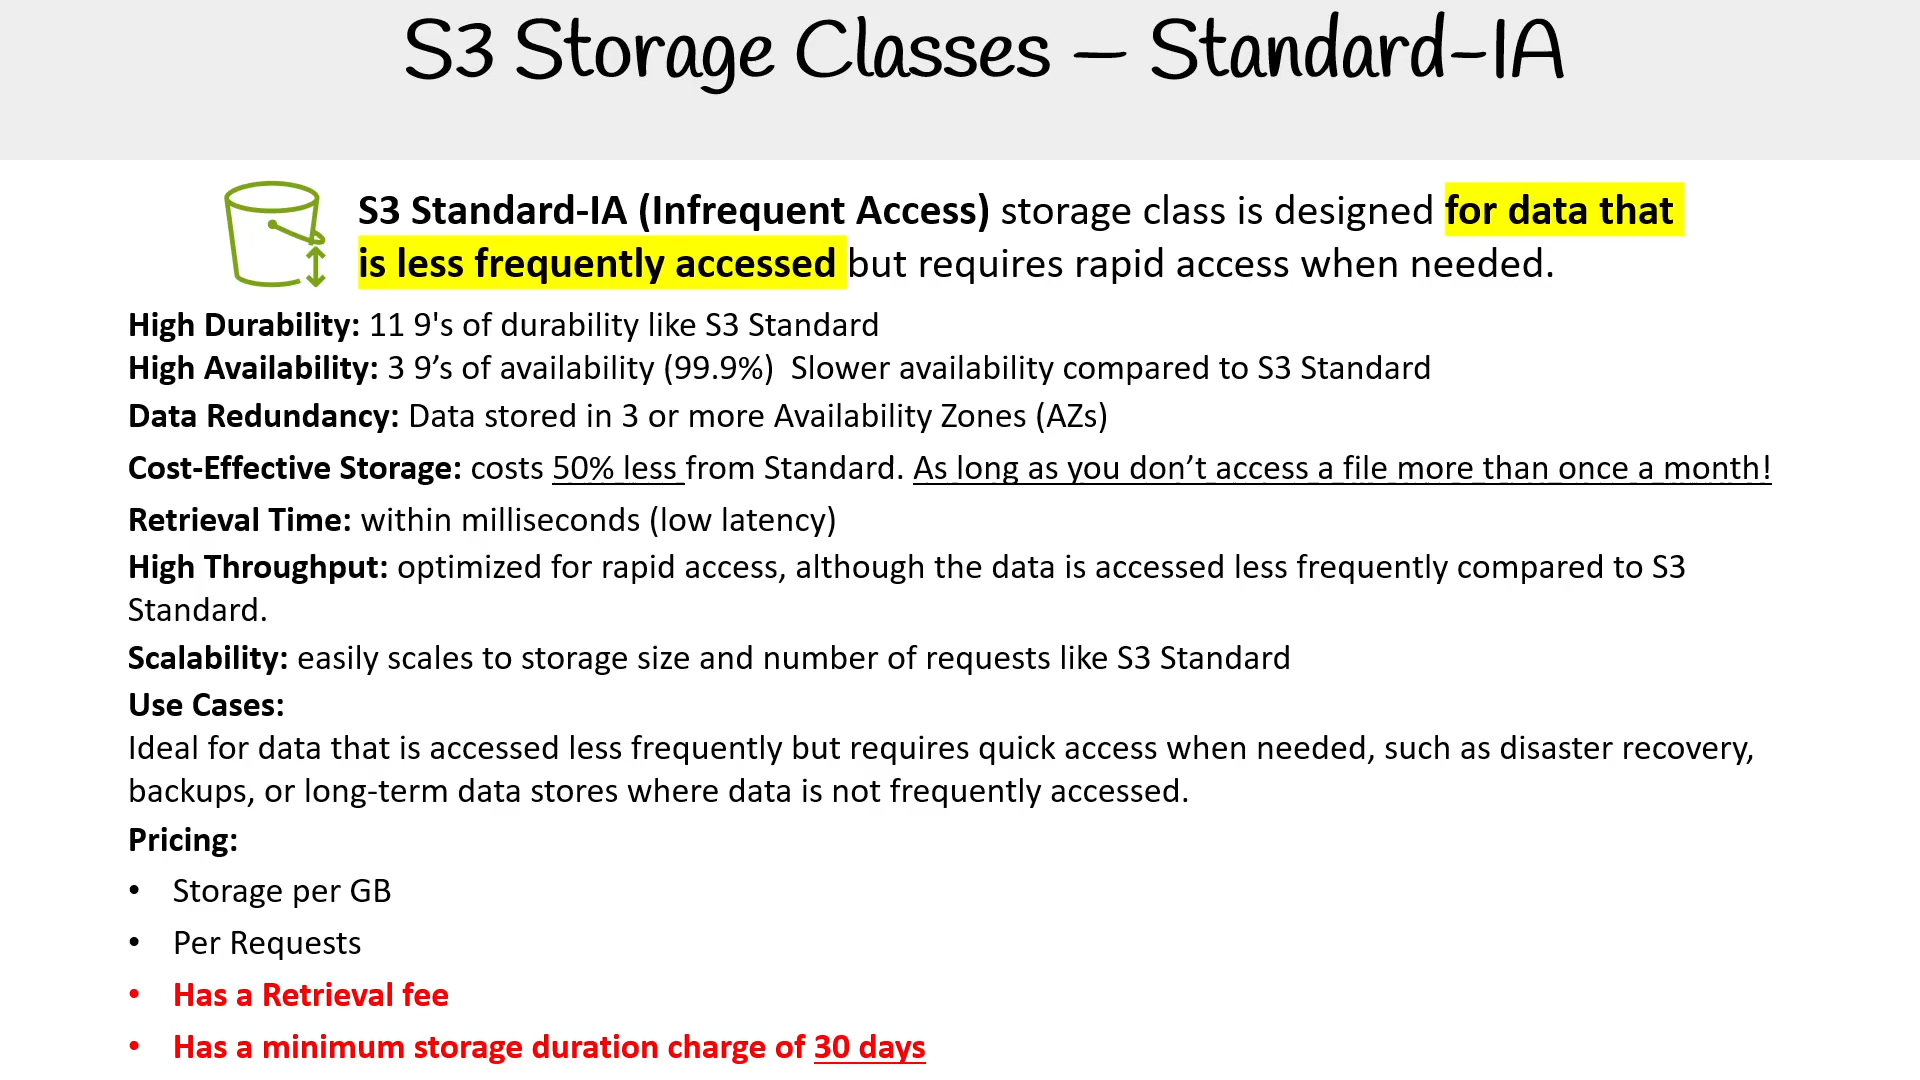 S3 Storage Classes – Standard-IA
S3 Standard-IA (Infrequent Access) storage class is designed for data that
is less frequently accessed but requires rapid access when needed.
High Durability: 11 9's of durability like S3 Standard
High Availability: 3 9’s of availability (99.9%)  Slower availability compared to S3 Standard
Data Redundancy: Data stored in 3 or more Availability Zones (AZs)
Cost-Effective Storage: costs 50% less from Standard. As long as you don’t access a file more than once a month!
Retrieval Time: within milliseconds (low latency)
High Throughput: optimized for rapid access, although the data is accessed less frequently compared to S3
Standard.
Scalability: easily scales to storage size and number of requests like S3 Standard
Use Cases:
Ideal for data that is accessed less frequently but requires quick access when needed, such as disaster recovery,
backups, or long-term data stores where data is not frequently accessed.
Pricing:
• Storage per GB
• Per Requests
• Has a Retrieval fee
• Has a minimum storage duration charge of 30 days